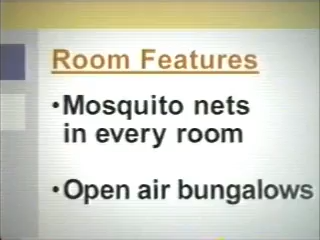 Room Features
•Mosquito nets
in every room
•Open air bungalows